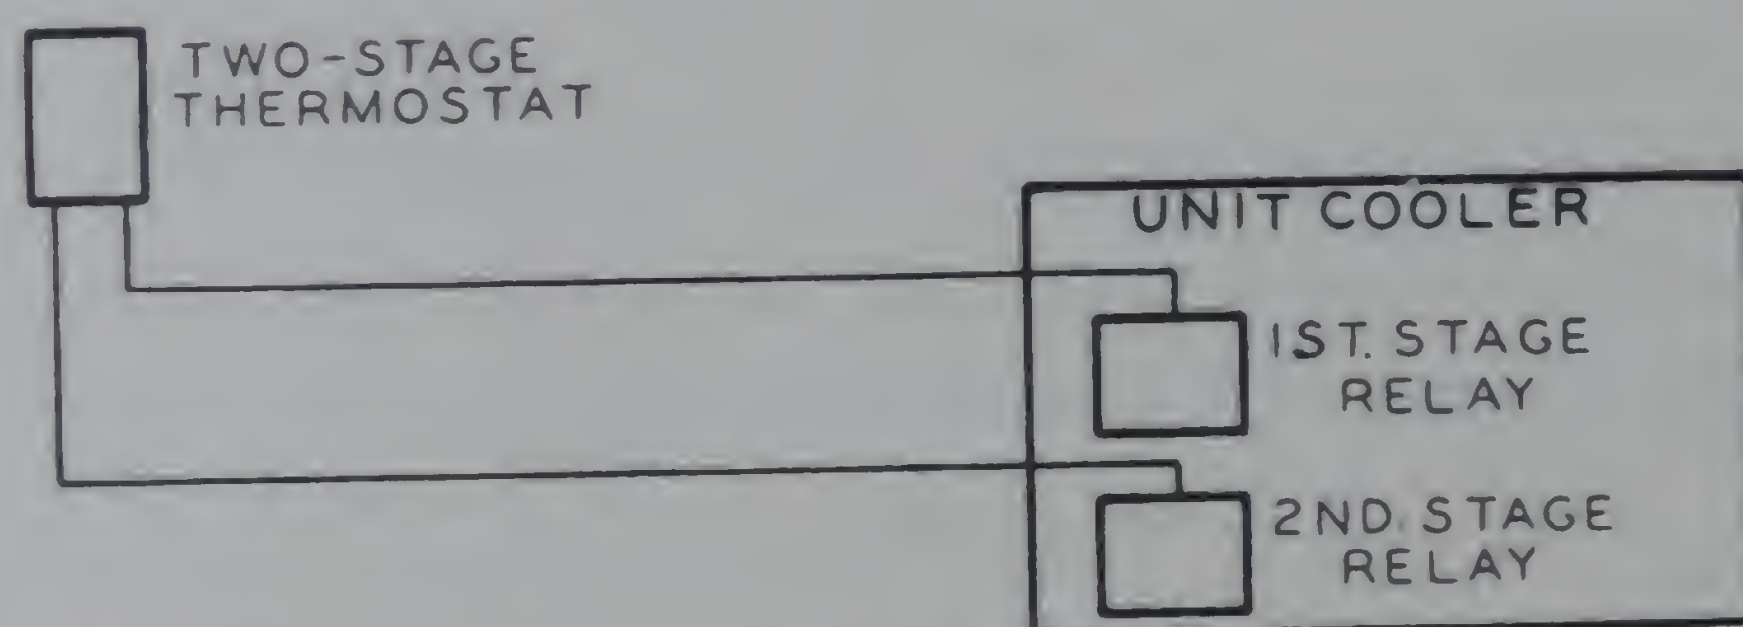 TWO-STAGE
THERMOSTAT
UNIT COOLER
1ST. STAGE
RELAY
2ND. STAGE
RELAY